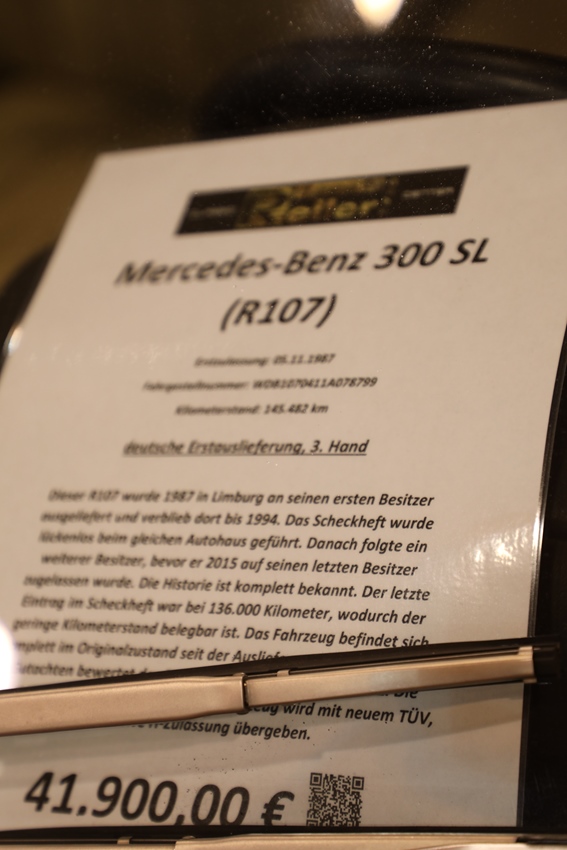 Mercedes-Benz 300 SL
(R107)
Erstzulassung: 05.11.1987
Fahrgestellnummer: WDB1070411A078799
Kilometerstand: 145.482 km
deutsche Erstauslieferung, 3. Hand
Dieser R107 wurde 1987 in Limburg an seinen ersten Besitzer
ausgeliefert und verblieb dort bis 1994. Das Scheckheft wurde
lückenlos beim gleichen Autohaus geführt. Danach folgte ein
weiterer Besitzer, bevor er 2015 auf seinen letzten Besitzer
zugelassen wurde. Die Historie ist komplett bekannt. Der letzte
Eintrag im Scheckheft war bei 136.000 Kilometer, wodurch der
geringe Kilometerstand belegbar ist. Das Fahrzeug befindet sich
mplett im Originalzustand seit der
Gutachten bewertet
Die
wird mit neuem TÜV,
H-Zulassung übergeben.
41.900,00 €